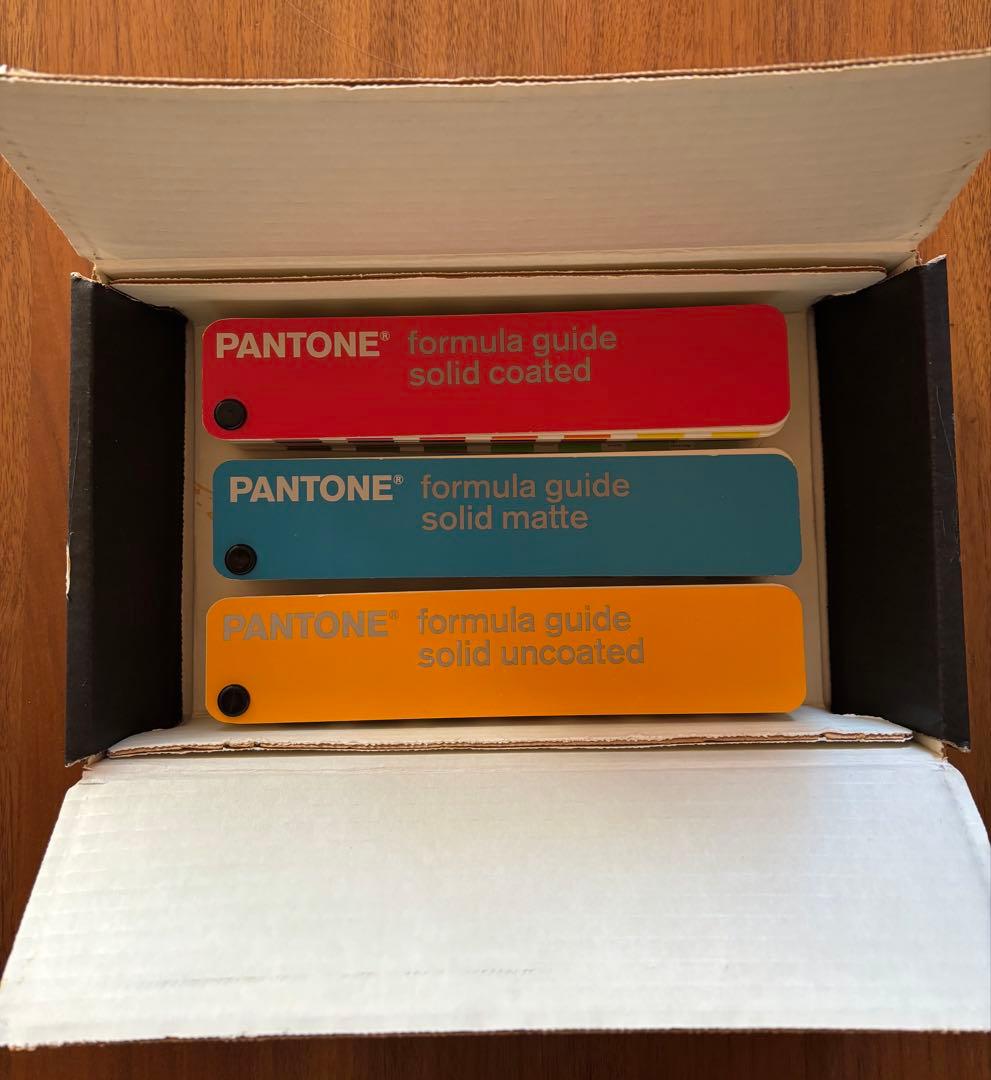 PANTONE® formula guide
solid coated
PANTONE® formula guide
solid matte
PANTONE® formula guide
solid uncoated